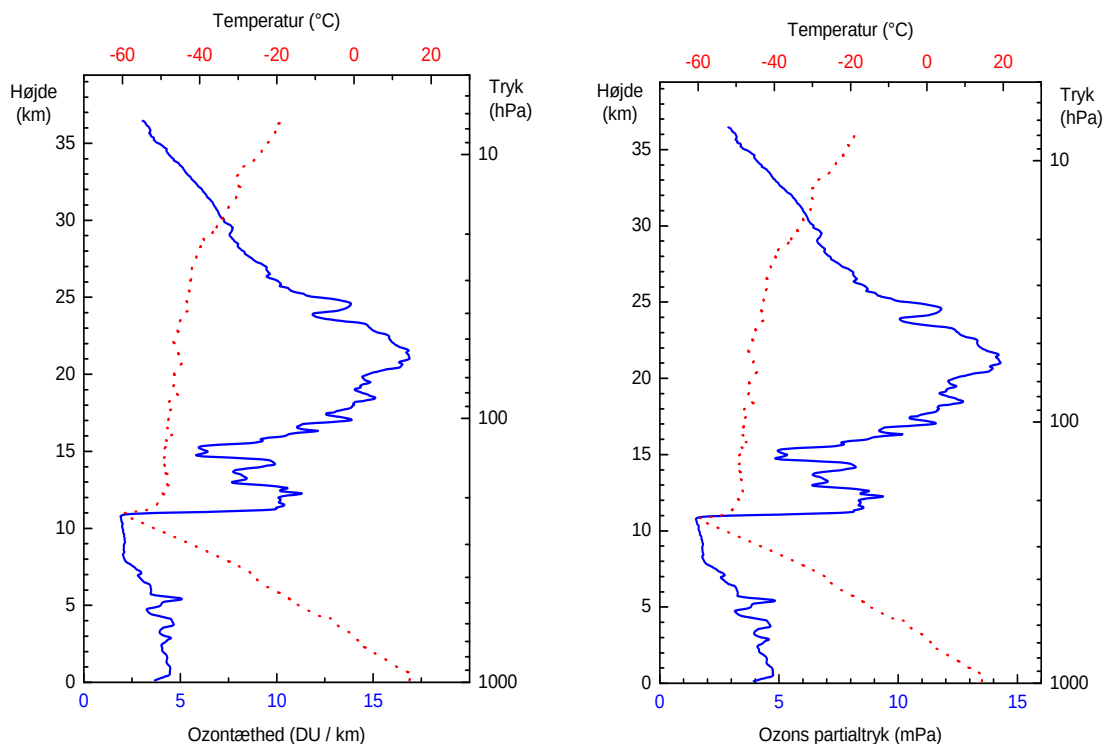 Temperatur (°C)
-60 -40 -20 0 20
Højde
(km)
Tryk
(hPa)
35
30
25
20
15
10
5
0
10
100
1000
0 5 10 15
Ozontæthed (DU / km)
Temperatur (°C)
-60 -40 -20 0 20
Højde
(km)
Tryk
(hPa)
35
30
25
20
15
10
5
0
10
100
1000
0 5 10 15
Ozons partialtryk (mPa)